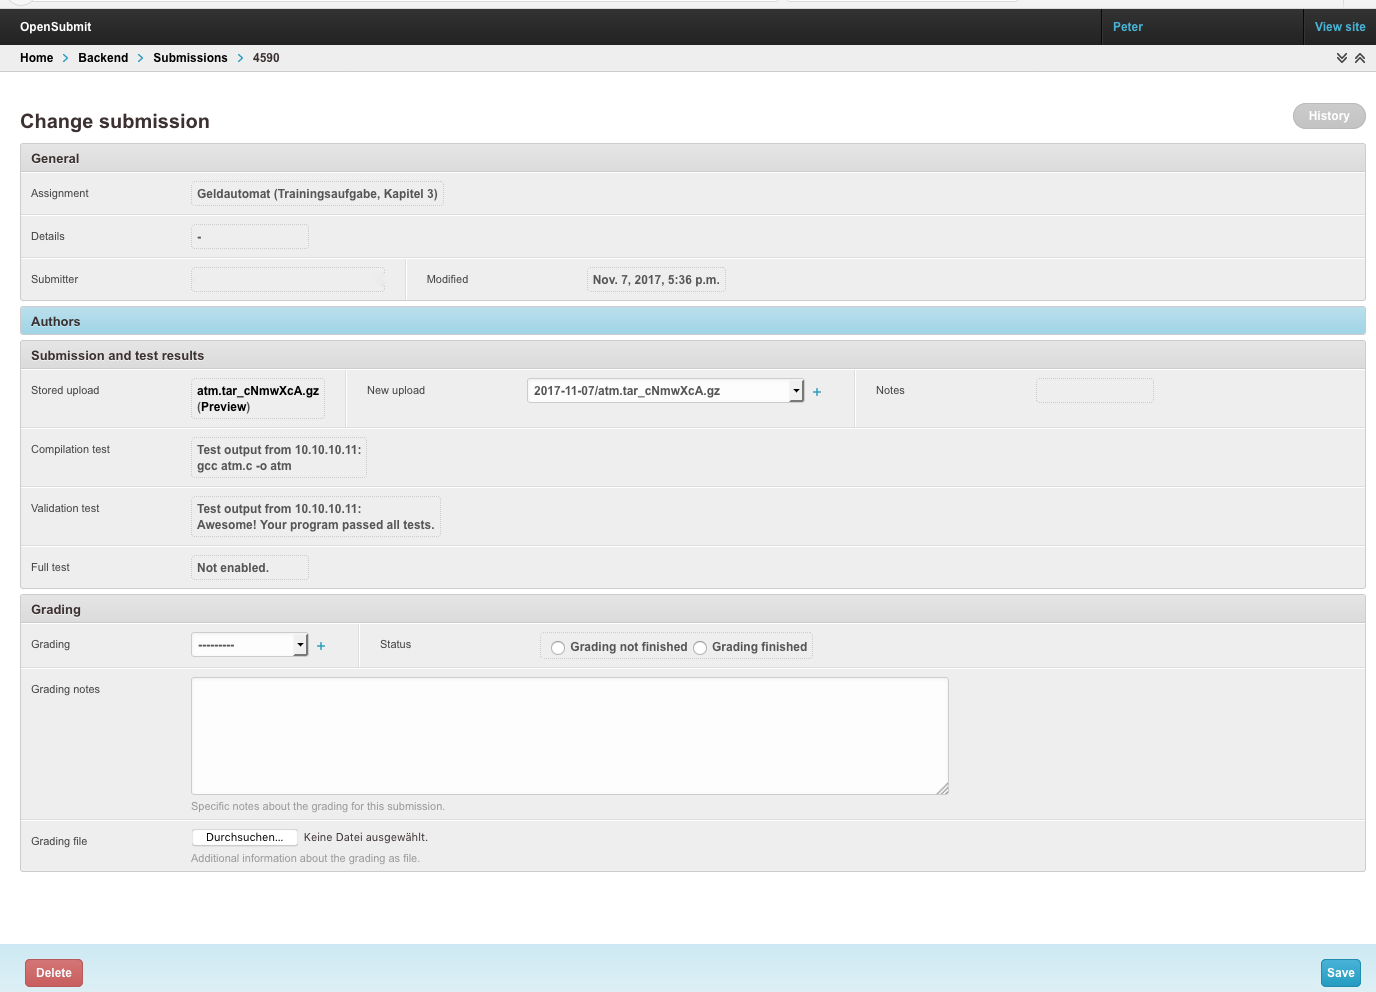 OpenSubmit
Peter
View site
Home
Backend
Submissions
4590
Change submission
History
General
Assignment
Geldautomat (Trainingsaufgabe, Kapitel 3)
Details
-
Submitter
Modified
Nov. 7, 2017, 5:36 p.m.
Authors
Submission and test results
Stored upload
atm.tar_cNmwXcA.gz
(Preview)
New upload
2017-11-07/atm.tar_cNmwXcA.gz
+
Notes
Compilation test
Test output from 10.10.10.11:
gcc atm.c -o atm
Validation test
Test output from 10.10.10.11:
Awesome! Your program passed all tests.
Full test
Not enabled.
Grading
Grading
---------
+
Status
Grading not finished
Grading finished
Grading notes
Specific notes about the grading for this submission.
Grading file
Durchsuchen...
Keine Datei ausgewählt.
Additional information about the grading as file.
Delete
Save